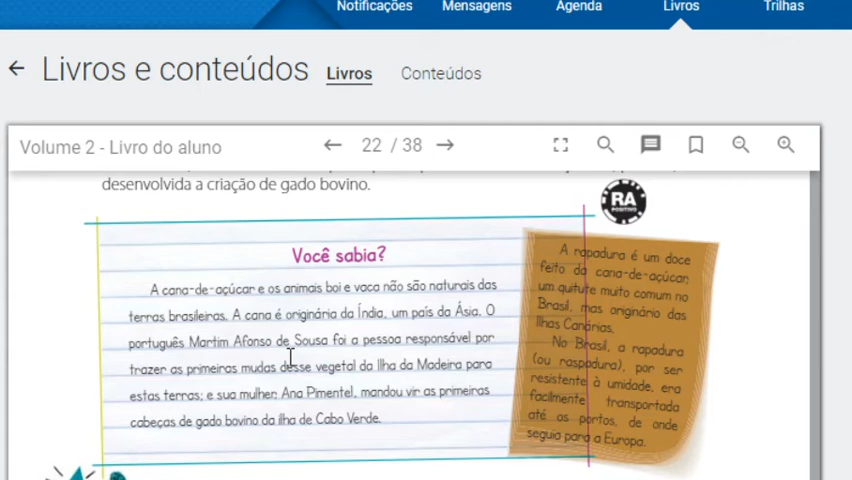 Notificações Mensagens Agenda Livros Trilhas
Livros e conteúdos Livros Conteúdos
Volume 2 - Livro do aluno 22 / 38
desenvolvida a criação de gado bovino.
RA
POSITIVO
Você sabia?
A cana-de-açúcar e os animais boi e vaca não são naturais das
terras brasileiras. A cana é originária da Índia, um país da Ásia. O
português Martim Afonso de Sousa foi a pessoa responsável por
trazer as primeiras mudas desse vegetal da Ilha da Madeira para
estas terras; e sua mulher, Ana Pimentel, mandou vir as primeiras
cabeças de gado bovino da ilha de Cabo Verde.
A rapadura é um doce
feito da cana-de-açúcar,
um quitute muito comum no
Brasil, mas originário das
Ilhas Canárias.
No Brasil, a rapadura
(ou raspadura), por ser
resistente à umidade, era
facilmente transportada
até os portos, de onde
seguia para a Europa.